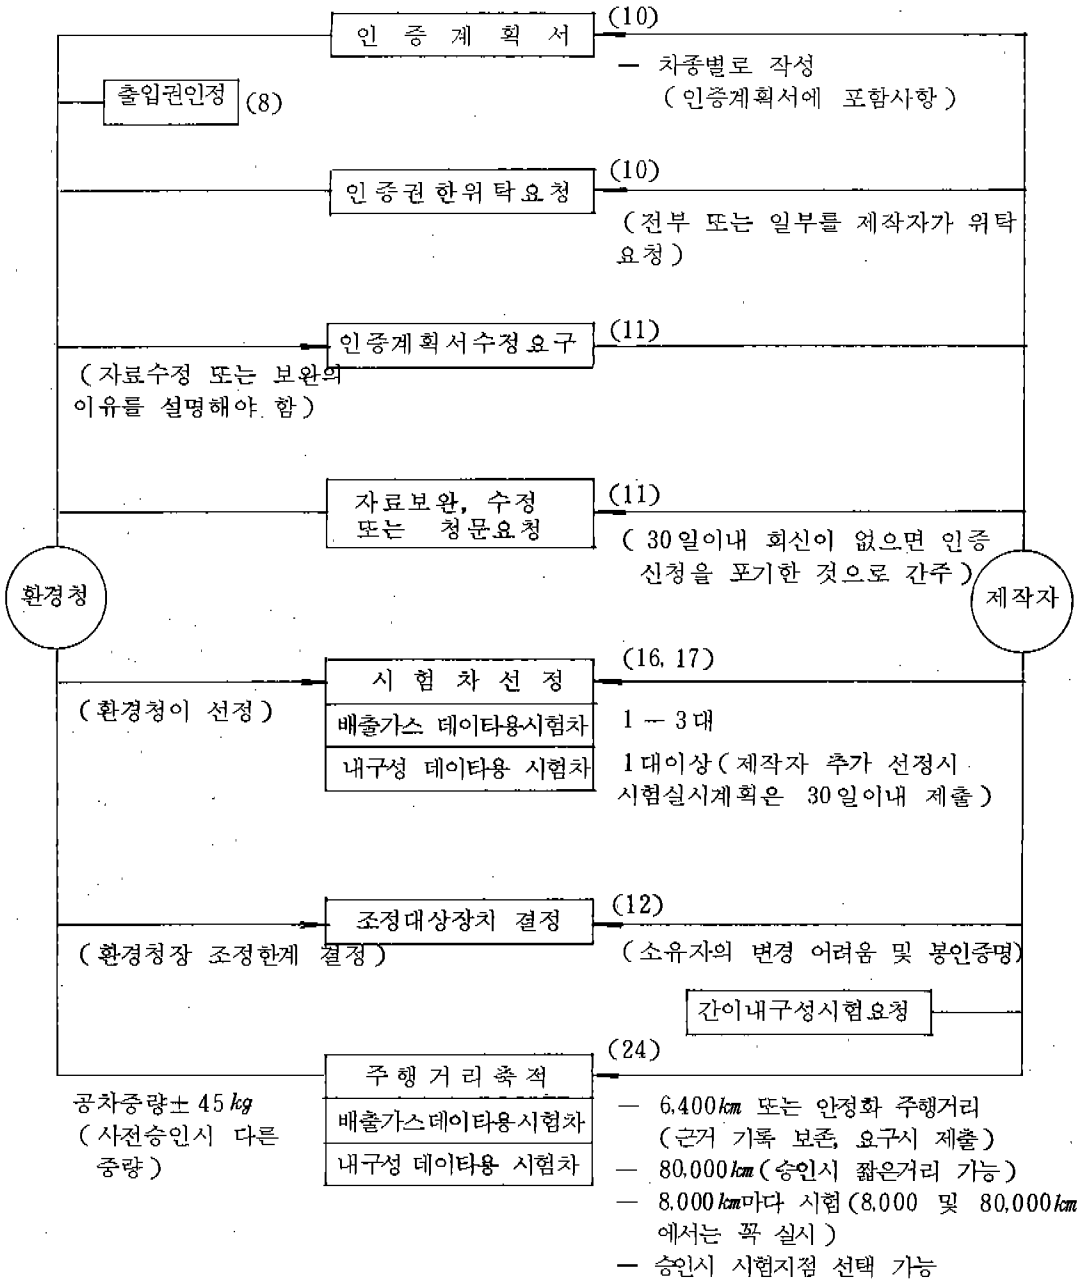 인 증 계 획 서 (10)
— 차종별로 작성
(인증계획서에 포함사항)
출입권인정 (8)
인증권한위탁요청 (10)
(전부 또는 일부를 제작자가 위탁
요청)
인증계획서수정요구 (11)
(자료수정 또는 보완의
이유를 설명해야 함)
자료보완, 수정
또는 청문요청
(11)
(30일이내 회신이 없으면 인증
신청을 포기한 것으로 간주)
환경청
제작자
시 험 차 선 정 (16, 17)
(환경청이 선정)
배출가스 데이타용시험차 1 — 3대
내구성 데이타용 시험차 1대이상(제작자 추가 선정시
시험실시계획은 30일이내 제출)
조정대상장치 결정 (12)
(환경청장 조정한계 결정)
(소유자의 변경 어려움 및 봉인증명)
간이내구성시험요청
주 행 거 리 축 적 (24)
공차중량± 45kg
(사전승인시 다른
중량)
배출가스데이타용시험차
내구성 데이타용 시험차
— 6,400km 또는 안정화 주행거리
(근거 기록 보존, 요구시 제출)
— 80,000km(승인시 짧은거리 가능)
— 8,000km마다 시험(8,000 및 80,000km
에서는 꼭 실시)
— 승인시 시험지점 선택 가능